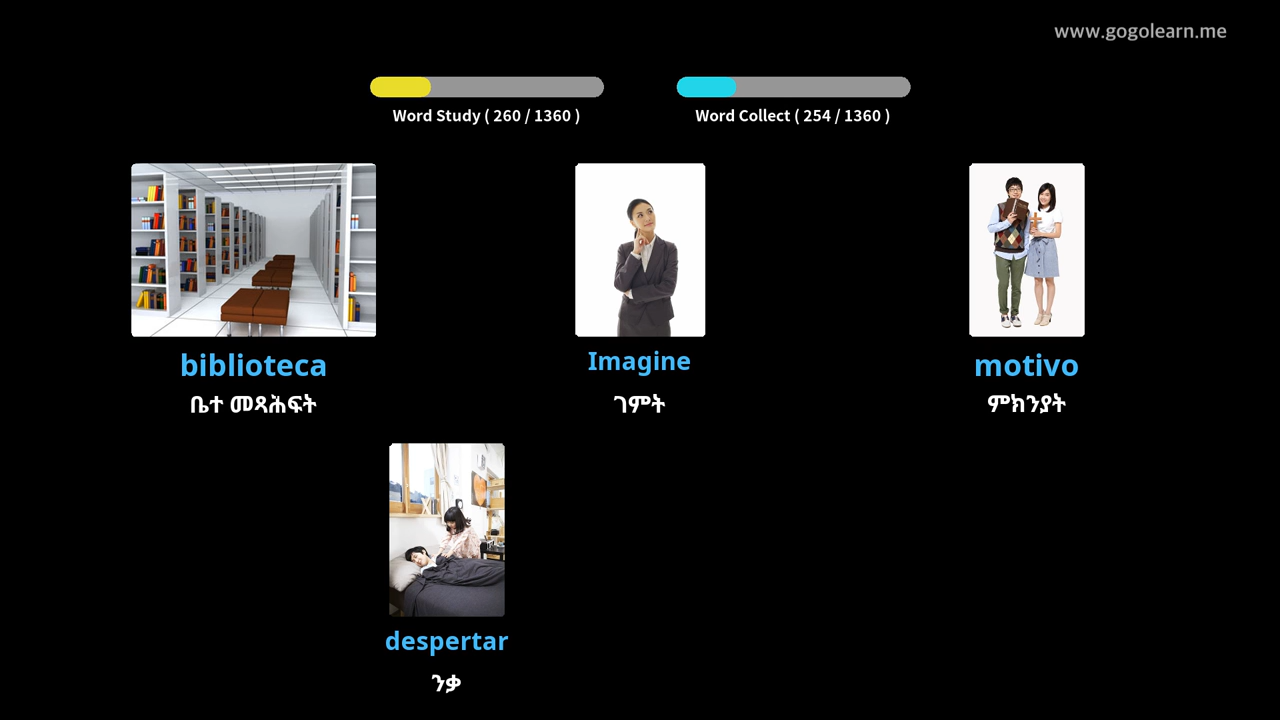 www.gogolearn.me
Word Study ( 260 / 1360 )
Word Collect ( 254 / 1360 )
biblioteca
ቤተ መጻሕፍት
Imagine
ገምት
motivo
ምክንያት
despertar
ንቃ